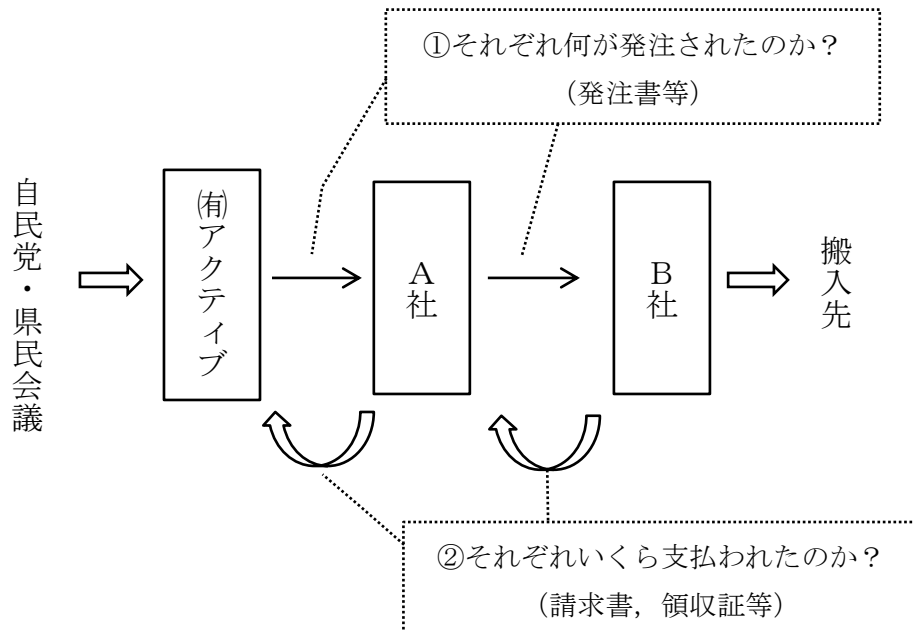 ①それぞれ何が発注されたのか？
（発注書等）
自民党・県民会議
㈲アクティブ
Ａ社
Ｂ社
搬入先
②それぞれいくら支払われたのか？
（請求書，領収証等）